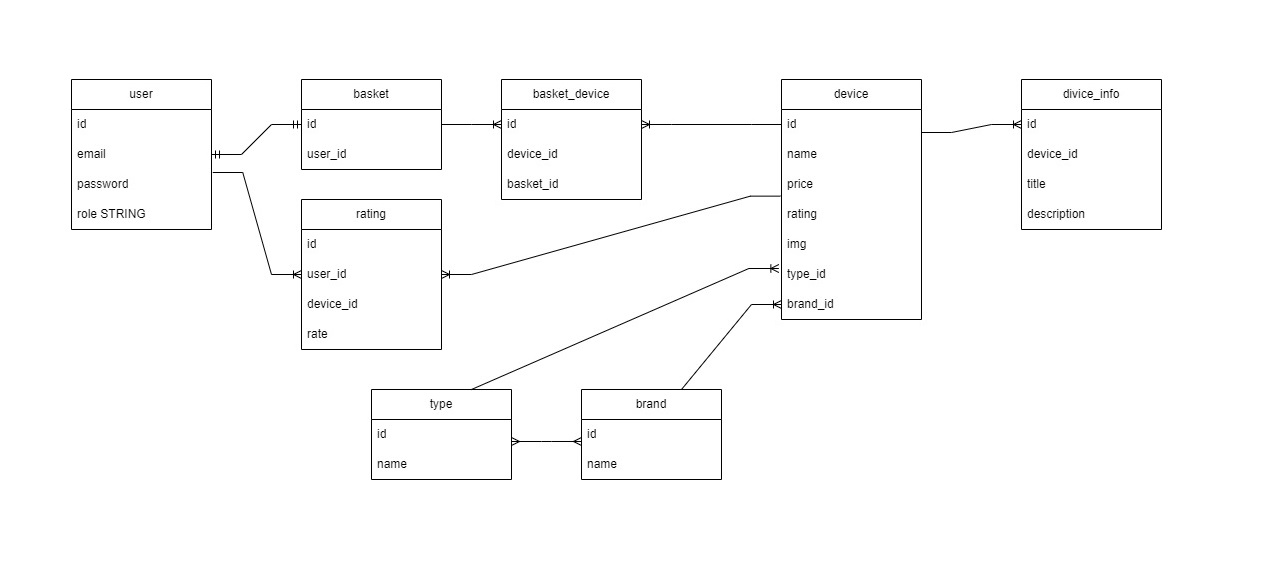 user
id
email
password
role STRING
basket
id
user_id
basket_device
id
device_id
basket_id
device
id
name
price
rating
img
type_id
brand_id
divice_info
id
device_id
title
description
rating
id
user_id
device_id
rate
type
id
name
brand
id
name